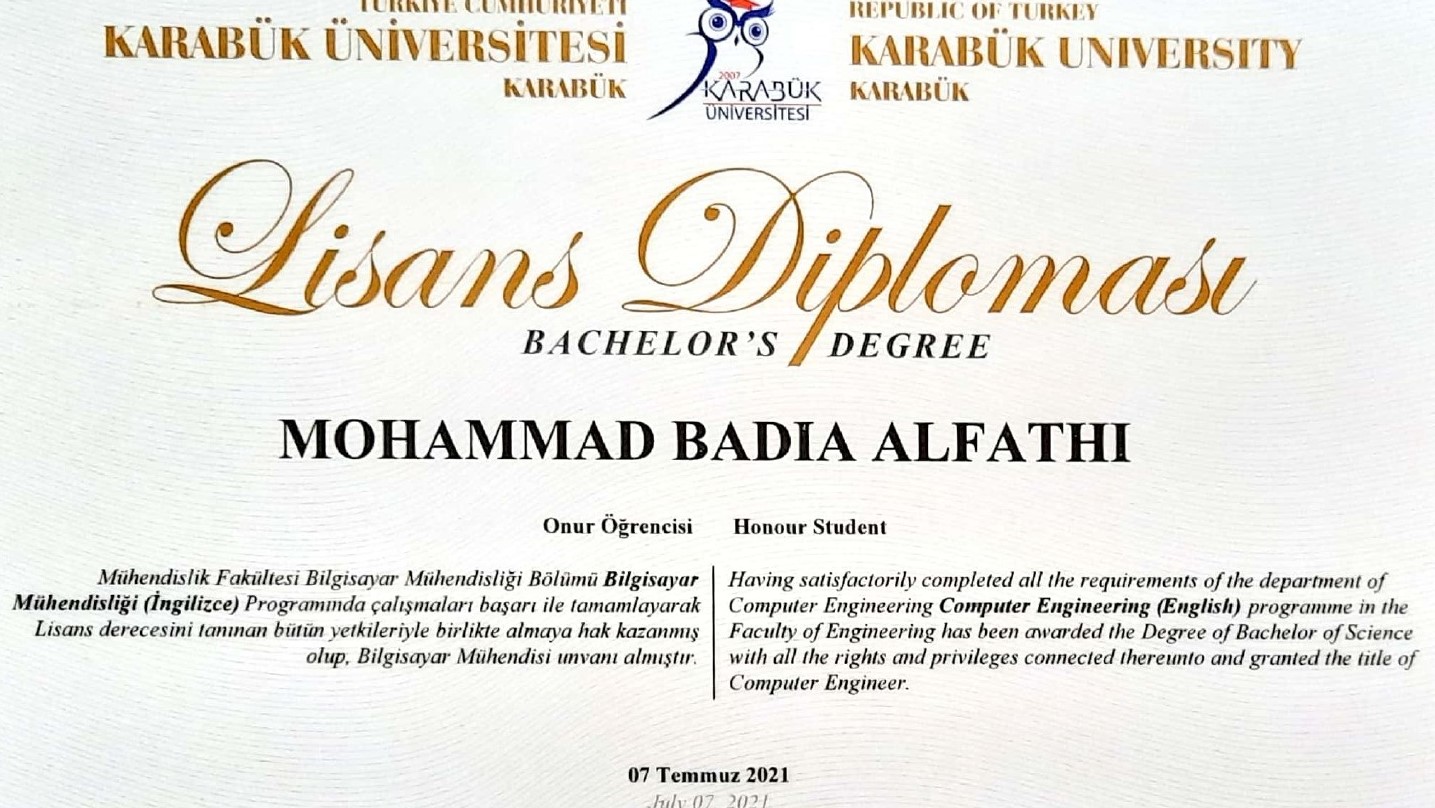 TÜRKİYE CUMHURİYETİ
KARABÜK ÜNİVERSİTESİ
KARABÜK
2007
KARABÜK
ÜNİVERSİTESİ
REPUBLIC OF TURKEY
KARABÜK UNIVERSITY
KARABÜK
Lisans Diploması
BACHELOR'S DEGREE
MOHAMMAD BADIA ALFATHI
Onur Öğrencisi Honour Student
Mühendislik Fakültesi Bilgisayar Mühendisliği Bölümü Bilgisayar
Mühendisliği (İngilizce) Programında çalışmaları başarı ile tamamlayarak
Lisans derecesini tanınan bütün yetkileriyle birlikte almaya hak kazanmış
olup, Bilgisayar Mühendisi unvanı almıştır.
Having satisfactorily completed all the requirements of the department of
Computer Engineering Computer Engineering (English) programme in the
Faculty of Engineering has been awarded the Degree of Bachelor of Science
with all the rights and privileges connected thereunto and granted the title of
Computer Engineer.
07 Temmuz 2021
July 07, 2021